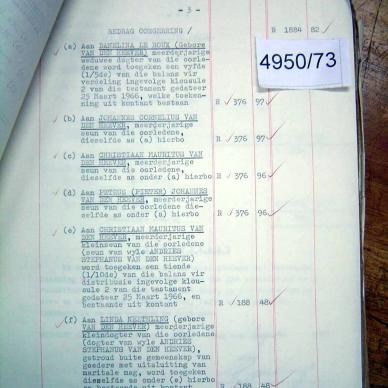 - 3 -
BEDRAG OORGEBRING / R 1884 82
4950/73
(a) Aan DANELINA LE ROUX (Gebore
VAN DEN HEEVER) meerderjarige
weduwee dogter van die oorle-
dene word toegeken een vyfde
(1/5de) van die balans vir
verdeling ingevolge klousule
2 van die testament gedateer
25 Maart 1966, welke toeken-
ning uit kontant bestaan R 376 97
(b) Aan JOHANNES CORNELIUS VAN
DEN HEEVER, meerderjarige
seun van die oorledene,
dieselfde as onder (a) hierbo R 376 97
(c) Aan CHRISTIAAN MAURITUS VAN
DEN HEEVER, meerderjarige
seun van die oorledene,
dieselfde as onder (a) hierbo R 376 96
(d) Aan PETRUS (PIETER) JOHANNES
VAN DEN HEEVER, meerderjarige
seun van die oorledene die-
selfde as onder (a) hierbo R 376 96
(e) Aan CHRISTIAAN MAURITUS VAN
DEN HEEVER, meerderjarige
kleinseun van die oorledene
(seun van wyle ANDRIES
STEPHANUS VAN DEN HEEVER)
word toegeken een tiende
(1/10de) van die balans vir
distribusie ingevolge klou-
sule 2 van die testament
gedateer 25 Maart 1966, en
bestaande uit kontant R 188 48
(f) Aan LINDA (gebore
VAN DEN HEEVER) meerderjarige
kleindogter van die oorledene
(dogter van wyle ANDRIES
STEPHANUS VAN DEN HEEVER)
getroud buite gemeenskap van
goedere met uitsluiting van
maritale mag, word toegeken,
dieselfde as onder (e) hierbo